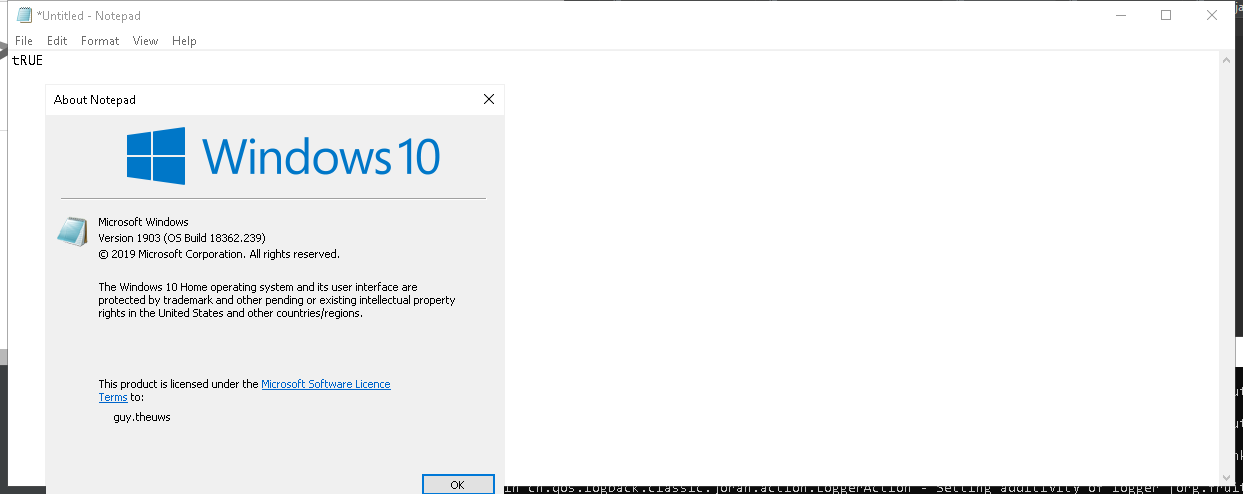 *Untitled - Notepad
File Edit Format View Help
tRUE
About Notepad
Windows 10
Microsoft Windows
Version 1903 (OS Build 18362.239)
© 2019 Microsoft Corporation. All rights reserved.
The Windows 10 Home operating system and its user interface are
protected by trademark and other pending or existing intellectual property
rights in the United States and other countries/regions.
This product is licensed under the Microsoft Software Licence
Terms to:
guy.theuws
OK
in ch.qos.logback.classic.joran.action.LoggerAction - Setting additivity of logger